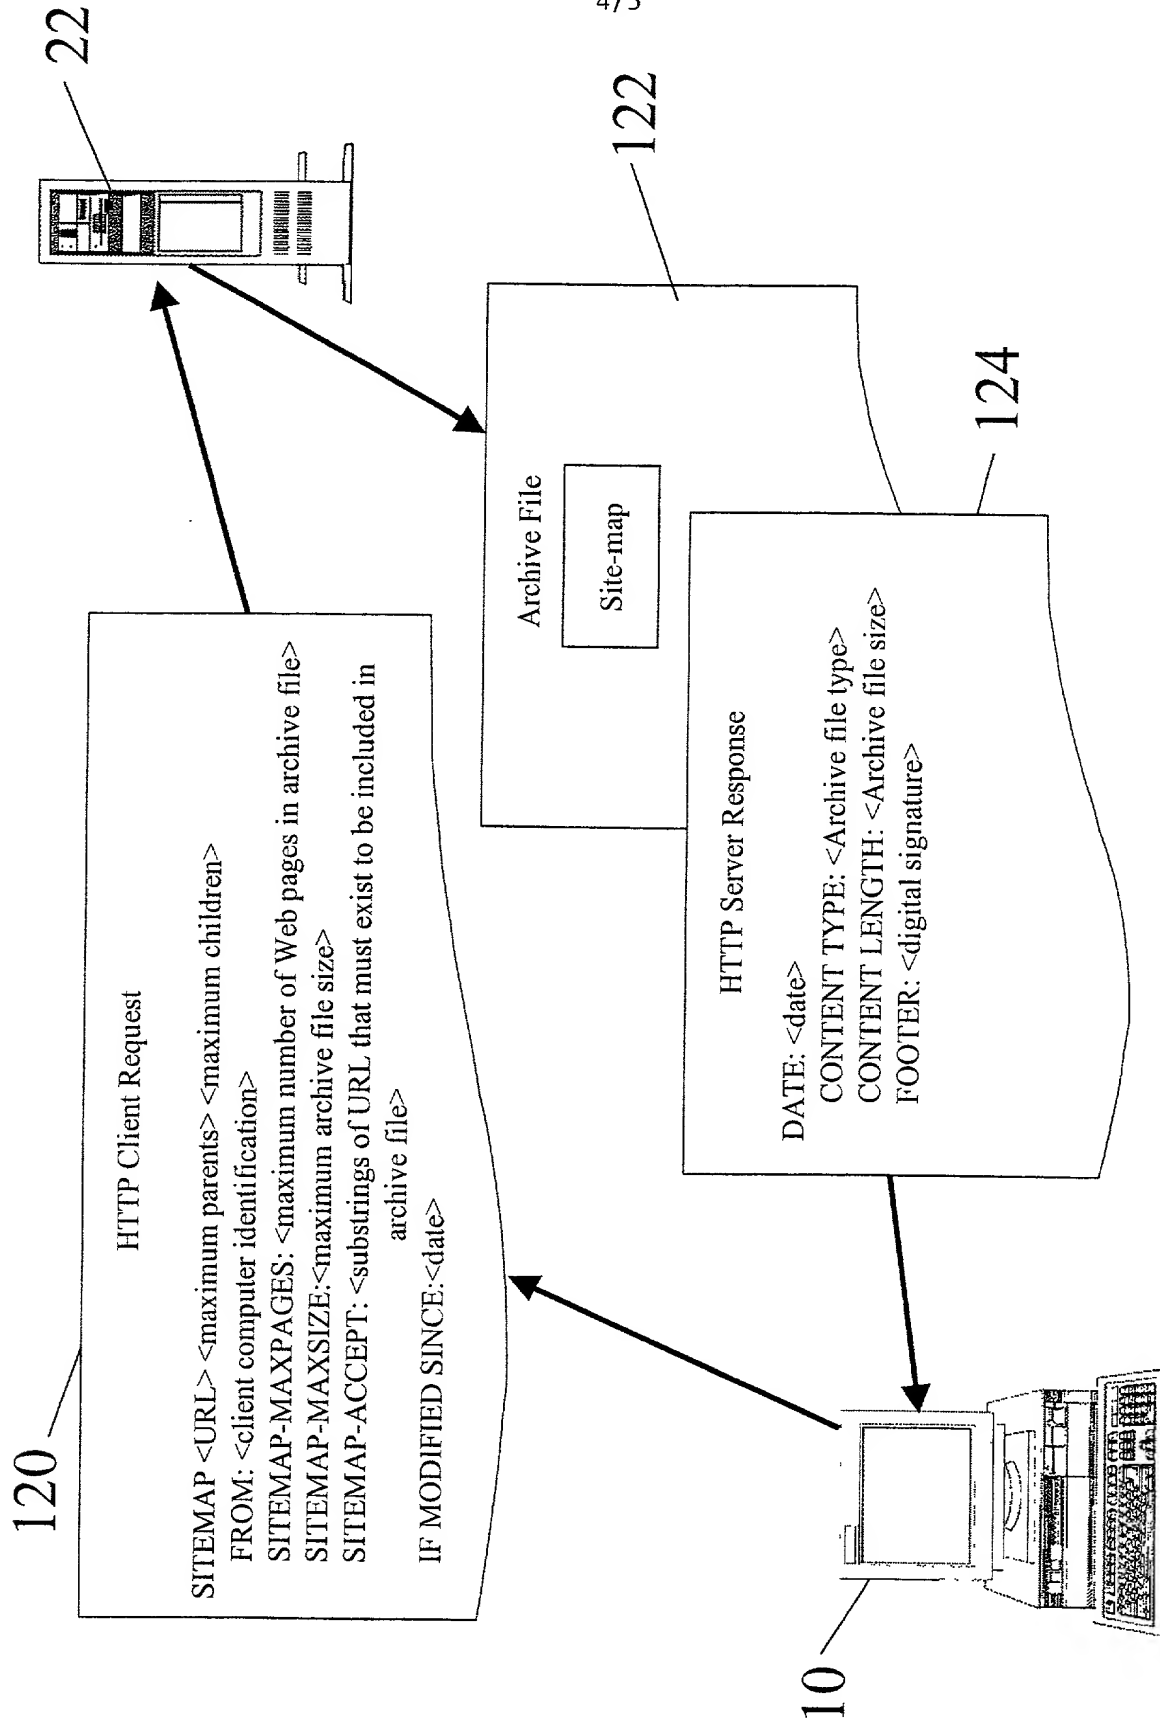 4/5
120
HTTP Client Request
SITEMAP <URL> <maximum parents> <maximum children>
FROM: <client computer identification>
SITEMAP-MAXPAGES: <maximum number of Web pages in archive file>
SITEMAP-MAXSIZE:<maximum archive file size>
SITEMAP-ACCEPT: <substrings of URL that must exist to be included in
archive file>
IF MODIFIED SINCE:<date>
22
Archive File
Site-map
122
HTTP Server Response
DATE: <date>
CONTENT TYPE: <Archive file type>
CONTENT LENGTH: <Archive file size>
FOOTER: <digital signature>
124
10